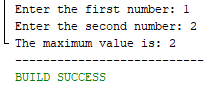 Enter the first number: 1
Enter the second number: 2
The maximum value is: 2
---------------------------
BUILD SUCCESS